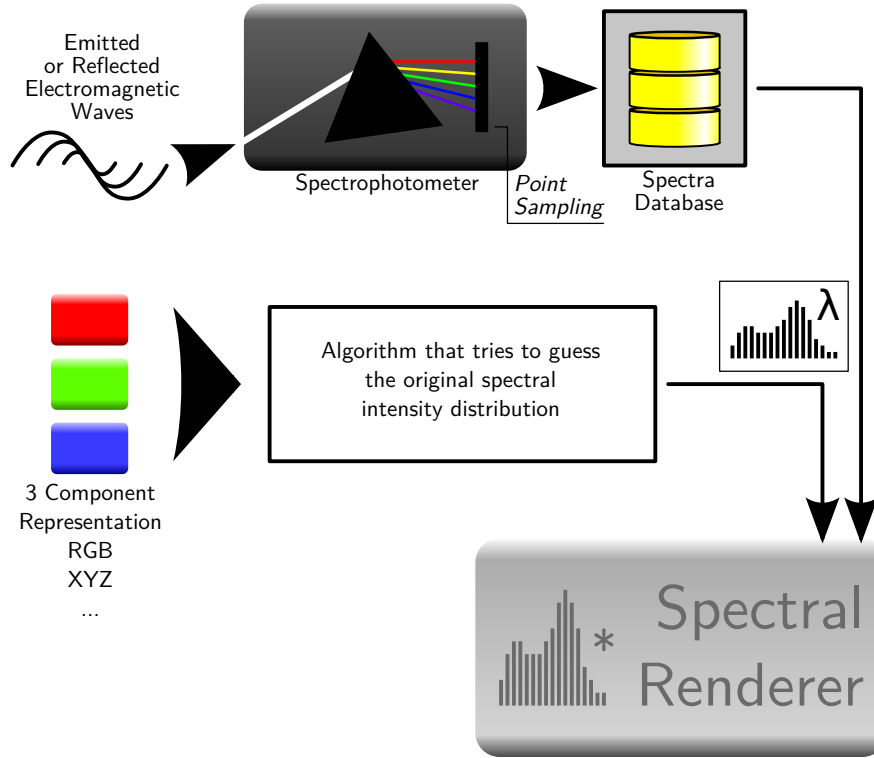 Emitted
or Reflected
Electromagnetic
Waves
Spectrophotometer
Point
Sampling
Spectra
Database
λ
Algorithm that tries to guess
the original spectral
intensity distribution
3 Component
Representation
RGB
XYZ
...
*
Spectral
Renderer